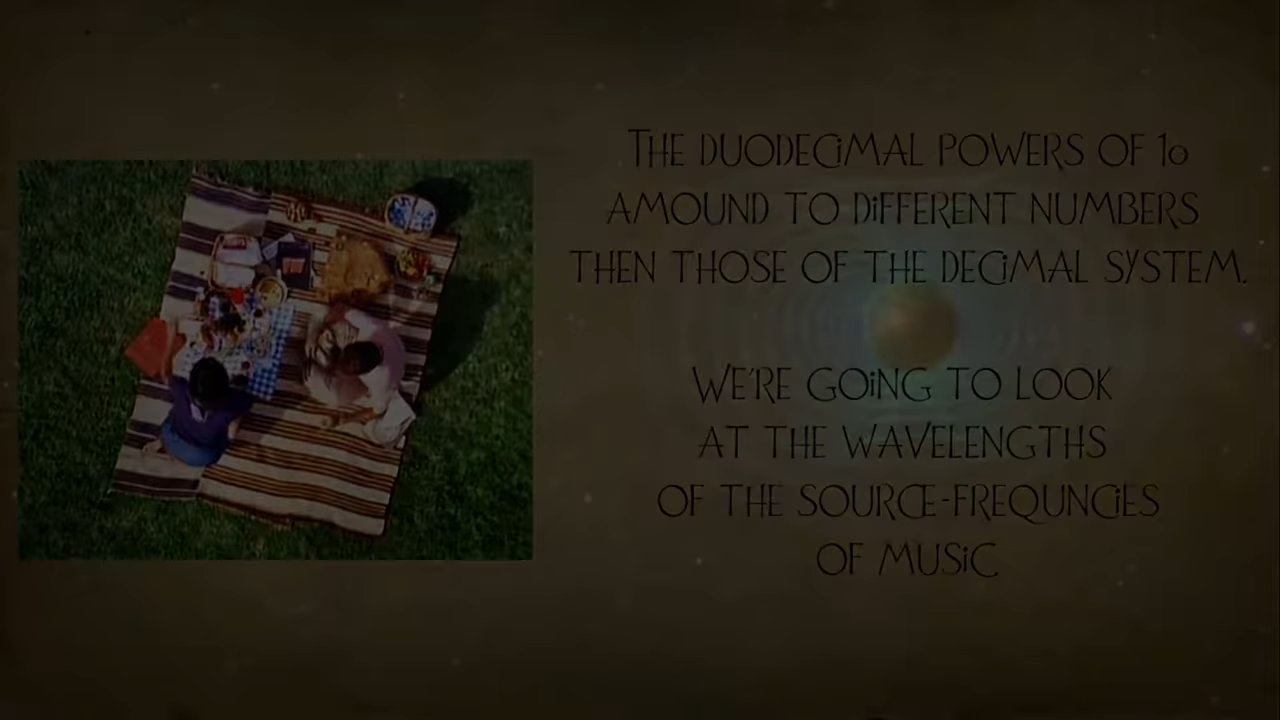 The duodecimal powers of 10
amound to different numbers
then those of the decimal system.
We're going to look
at the wavelengths
of the source-frequncies
of music